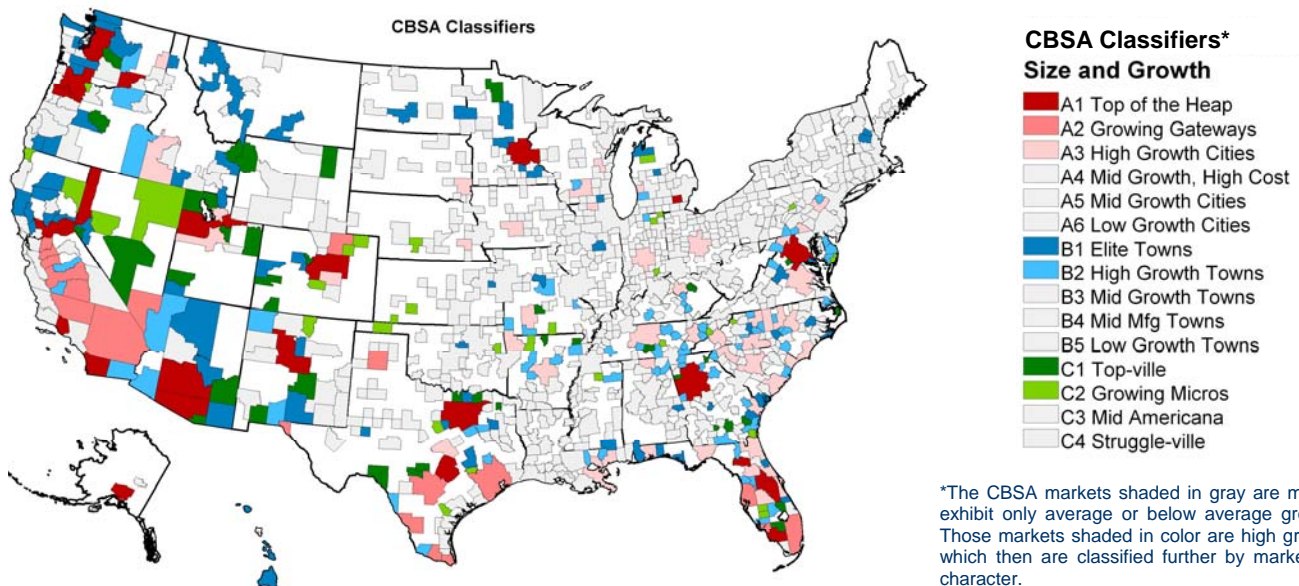 CBSA Classifiers
CBSA Classifiers*
Size and Growth
A1 Top of the Heap
A2 Growing Gateways
A3 High Growth Cities
A4 Mid Growth, High Cost
A5 Mid Growth Cities
A6 Low Growth Cities
B1 Elite Towns
B2 High Growth Towns
B3 Mid Growth Towns
B4 Mid Mfg Towns
B5 Low Growth Towns
C1 Top-ville
C2 Growing Micros
C3 Mid Americana
C4 Struggle-ville
*The CBSA markets shaded in gray are
exhibit only average or below average
Those markets shaded in color are high
which then are classified further by
character.